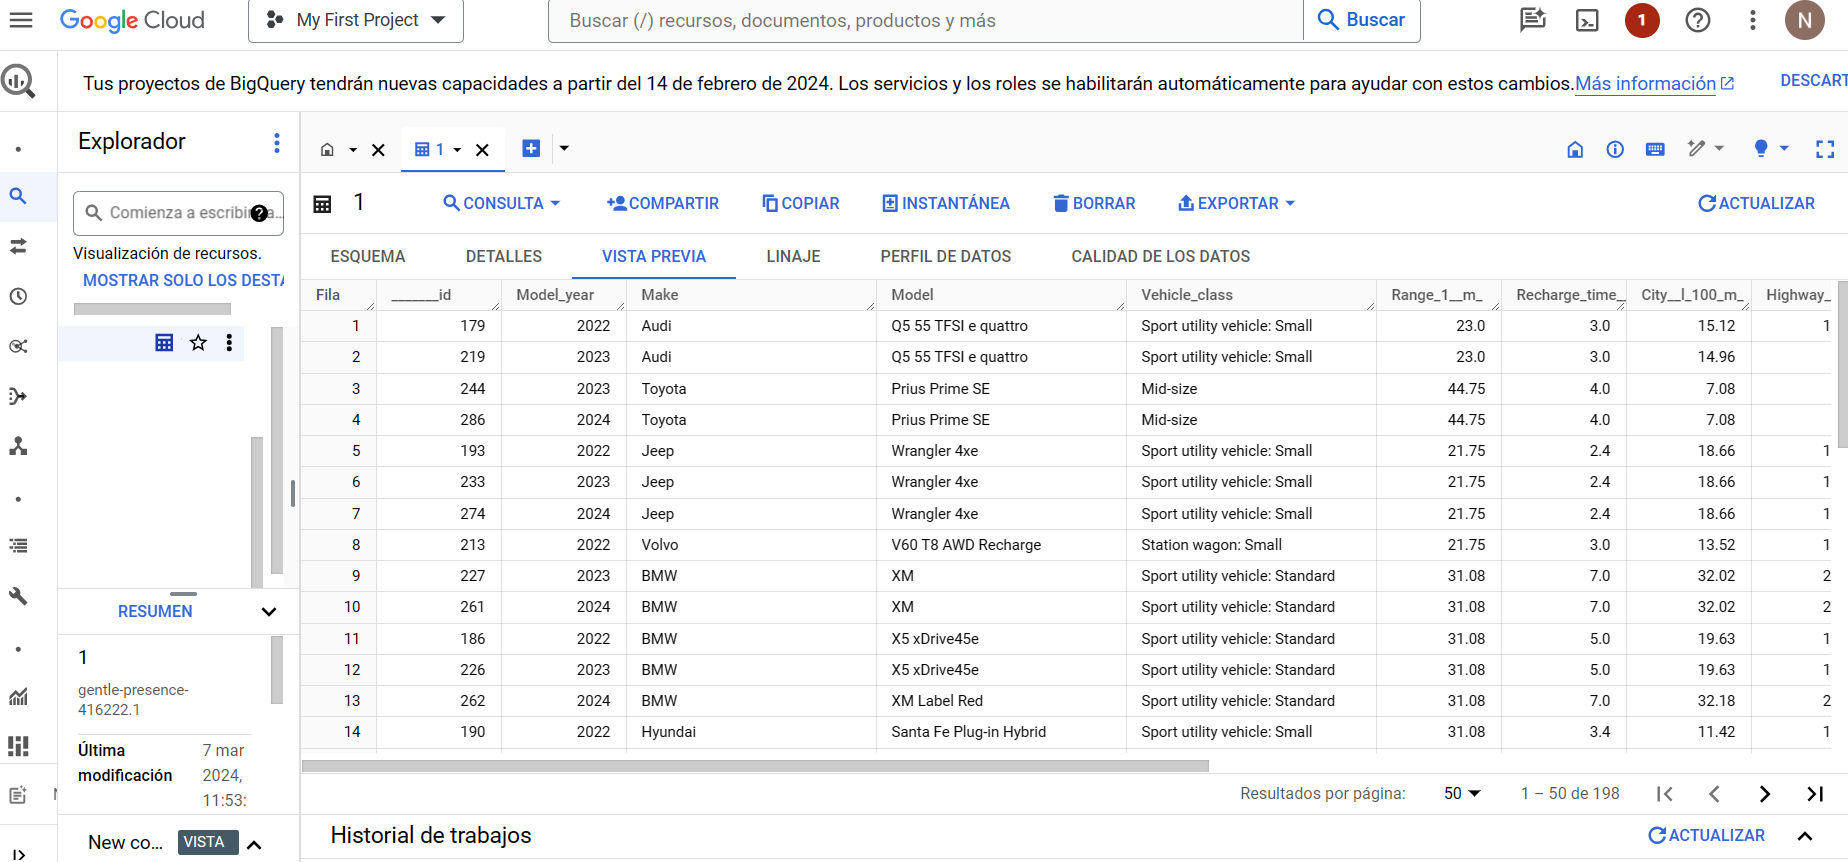 Google Cloud
My First Project
Buscar (/) recursos, documentos, productos y más
Buscar
1
N
Tus proyectos de BigQuery tendrán nuevas capacidades a partir del 14 de febrero de 2024. Los servicios y los roles se habilitarán automáticamente para ayudar con estos cambios. Más información
DESCART
Explorador
1
1
CONSULTA COMPARTIR COPIAR INSTANTÁNEA BORRAR EXPORTAR ACTUALIZAR
Comienza a escribir
Visualización de recursos.
MOSTRAR SOLO LOS DESTA
ESQUEMA DETALLES VISTA PREVIA LINAJE PERFIL DE DATOS CALIDAD DE LOS DATOS
Fila _______id Model_year Make Model Vehicle_class Range_1__m_ Recharge_time_ City__l_100_m_ Highway_
1 179 2022 Audi Q5 55 TFSI e quattro Sport utility vehicle: Small 23.0 3.0 15.12 1
2 219 2023 Audi Q5 55 TFSI e quattro Sport utility vehicle: Small 23.0 3.0 14.96
3 244 2023 Toyota Prius Prime SE Mid-size 44.75 4.0 7.08
4 286 2024 Toyota Prius Prime SE Mid-size 44.75 4.0 7.08
5 193 2022 Jeep Wrangler 4xe Sport utility vehicle: Small 21.75 2.4 18.66 1
6 233 2023 Jeep Wrangler 4xe Sport utility vehicle: Small 21.75 2.4 18.66 1
7 274 2024 Jeep Wrangler 4xe Sport utility vehicle: Small 21.75 2.4 18.66 1
8 213 2022 Volvo V60 T8 AWD Recharge Station wagon: Small 21.75 3.0 13.52 1
9 227 2023 BMW XM Sport utility vehicle: Standard 31.08 7.0 32.02 2
10 261 2024 BMW XM Sport utility vehicle: Standard 31.08 7.0 32.02 2
11 186 2022 BMW X5 xDrive45e Sport utility vehicle: Standard 31.08 5.0 19.63 1
12 226 2023 BMW X5 xDrive45e Sport utility vehicle: Standard 31.08 5.0 19.63 1
13 262 2024 BMW XM Label Red Sport utility vehicle: Standard 31.08 7.0 32.18 2
14 190 2022 Hyundai Santa Fe Plug-in Hybrid Sport utility vehicle: Small 31.08 3.4 11.42 1
RESUMEN
1
gentle-presence-
416222.1
Última
modificación
7 mar
2024,
11:53:
New co...
VISTA
Resultados por página: 50 1 – 50 de 198
Historial de trabajos
ACTUALIZAR